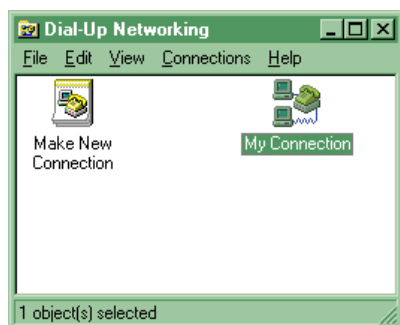 Dial-Up Networking
File Edit View Connections Help
Make New
Connection
My Connection
1 object(s) selected